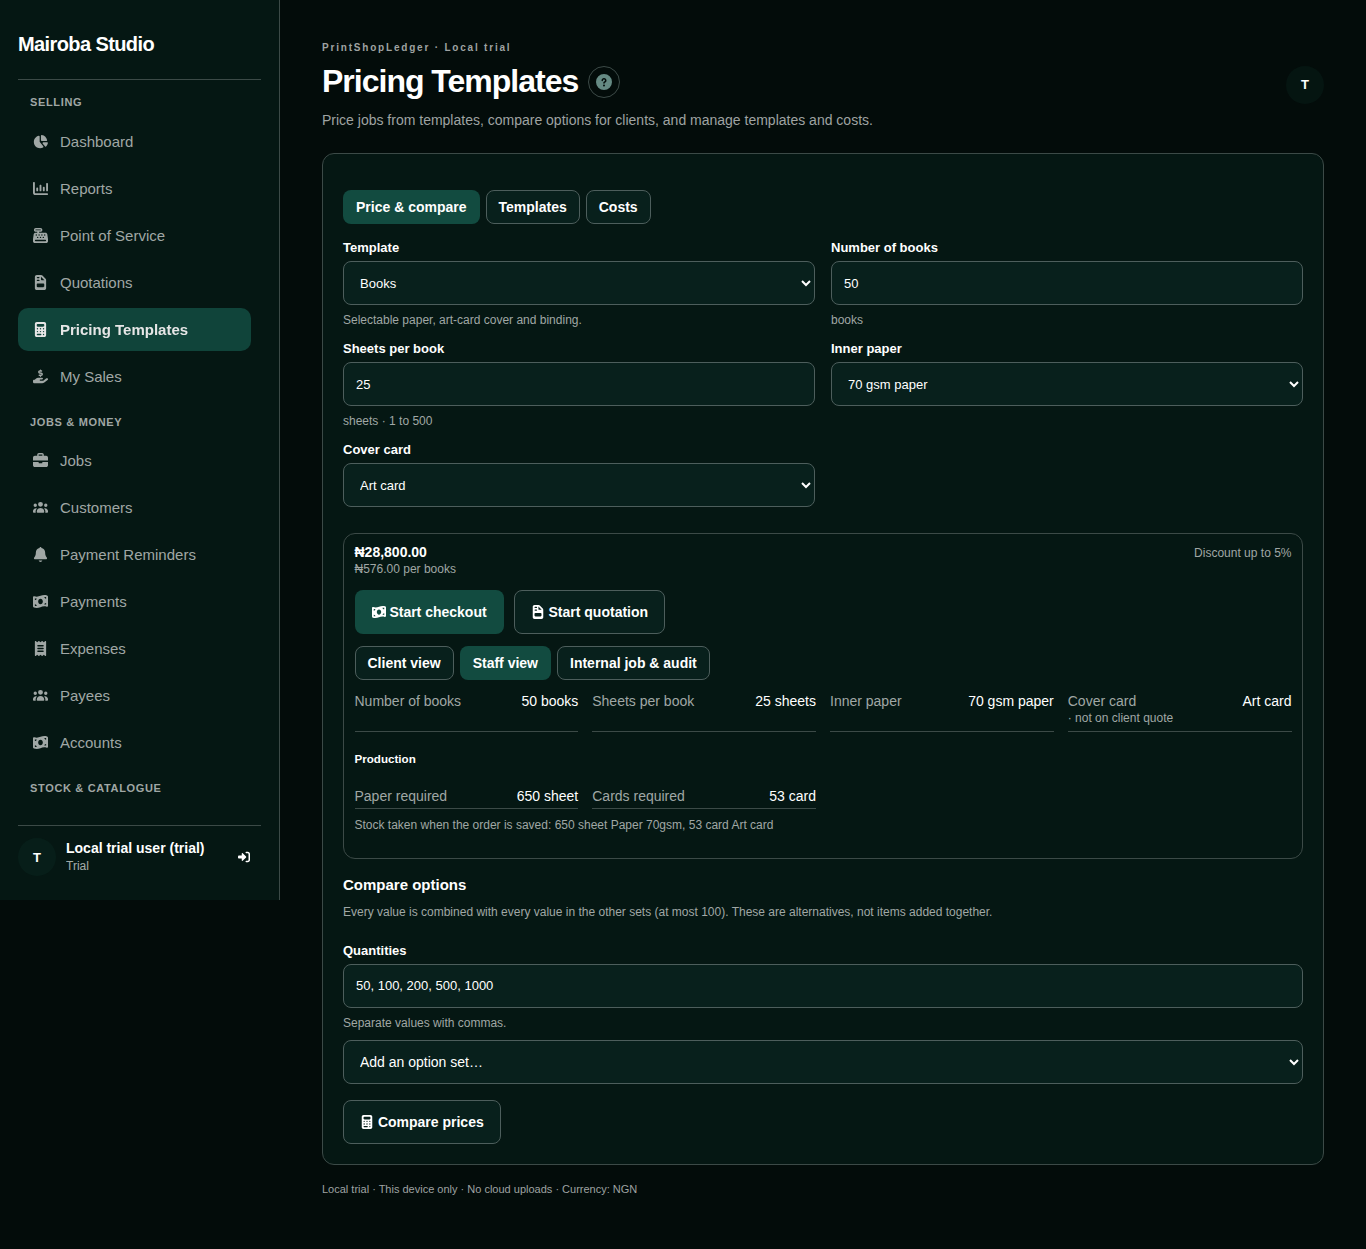 Mairoba Studio
SELLING
Dashboard
Reports
Point of Service
Quotations
Pricing Templates
My Sales
JOBS & MONEY
Jobs
Customers
Payment Reminders
Payments
Expenses
Payees
Accounts
STOCK & CATALOGUE
T
Local trial user (trial)
Trial
PrintShopLedger · Local trial
Pricing Templates ?
T
Price jobs from templates, compare options for clients, and manage templates and costs.
Price & compare Templates Costs
Template Number of books
Books 50
Selectable paper, art-card cover and binding. books
Sheets per book Inner paper
25 70 gsm paper
sheets · 1 to 500
Cover card
Art card
₦28,800.00 Discount up to 5%
₦576.00 per books
Start checkout Start quotation
Client view Staff view Internal job & audit
Number of books 50 books Sheets per book 25 sheets Inner paper 70 gsm paper Cover card Art card
· not on client quote
Production
Paper required 650 sheet Cards required 53 card
Stock taken when the order is saved: 650 sheet Paper 70gsm, 53 card Art card
Compare options
Every value is combined with every value in the other sets (at most 100). These are alternatives, not items added together.
Quantities
50, 100, 200, 500, 1000
Separate values with commas.
Add an option set…
Compare prices
Local trial · This device only · No cloud uploads · Currency: NGN